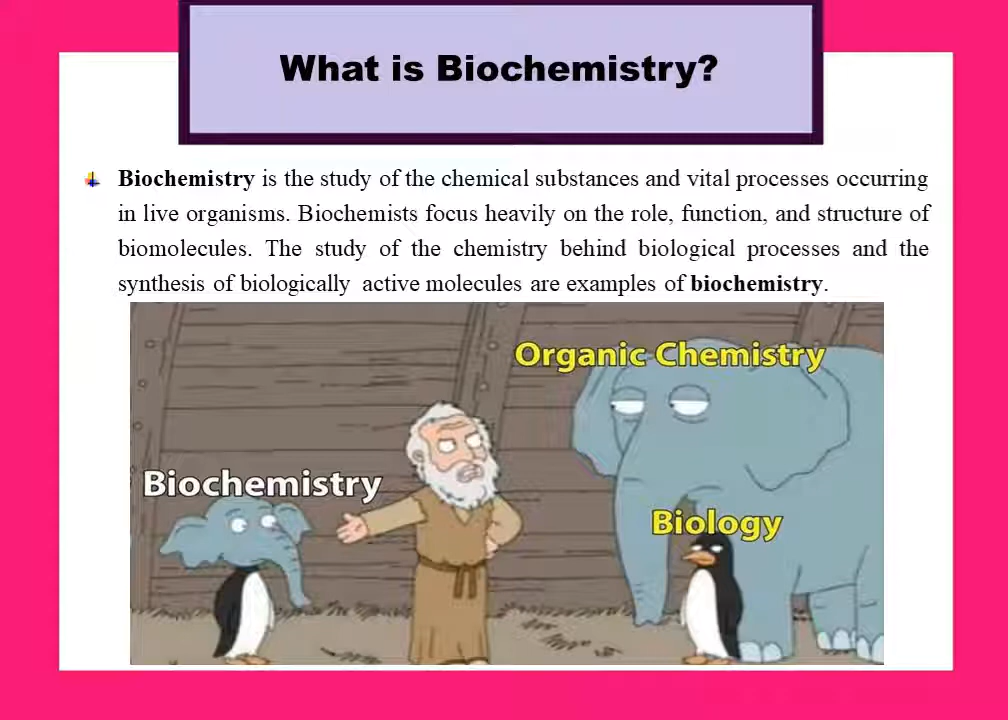 What is Biochemistry?
Biochemistry is the study of the chemical substances and vital processes occurring
in live organisms. Biochemists focus heavily on the role, function, and structure of
biomolecules. The study of the chemistry behind biological processes and the
synthesis of biologically active molecules are examples of biochemistry.
Organic Chemistry
Biochemistry
Biology